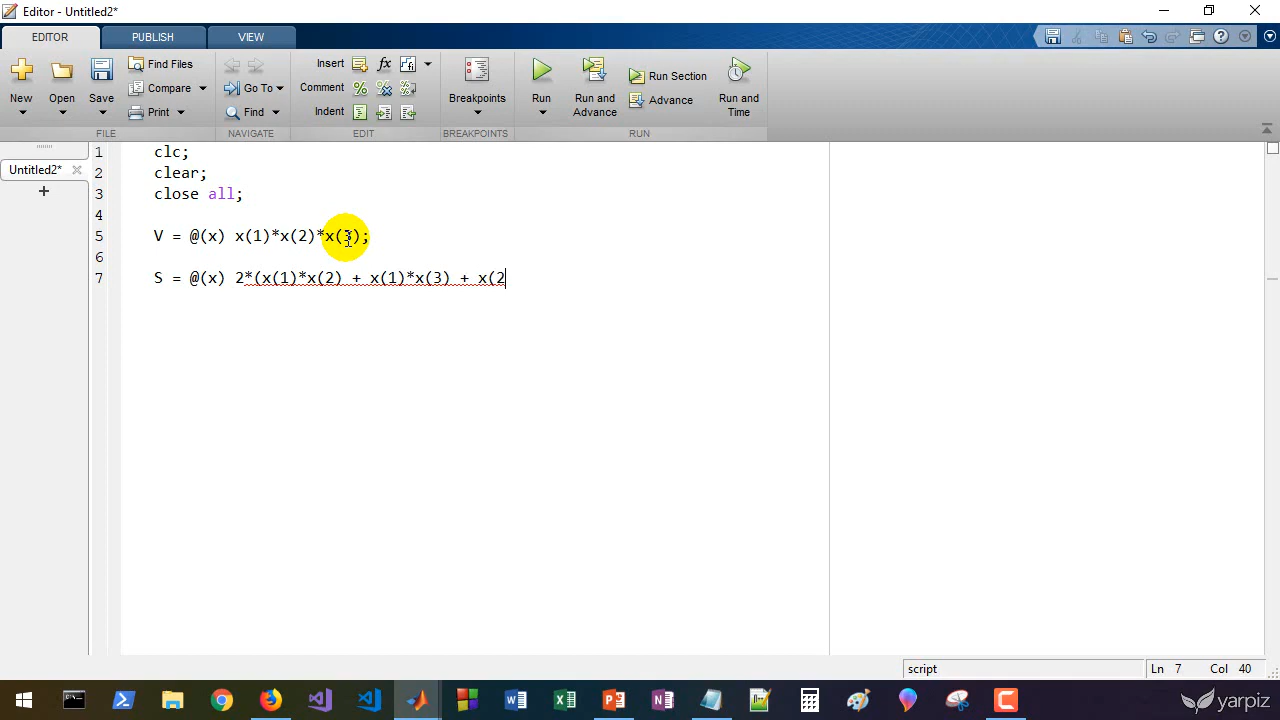 Editor - Untitled2*
EDITOR PUBLISH VIEW
Find Files Insert fx Run Section
Compare Go To Comment
New Open Save Breakpoints Run Run and Advance Advance Run and Time
Print Find Indent
FILE NAVIGATE EDIT BREAKPOINTS RUN
Untitled2*
1 clc;
2 clear;
3 close all;
4
5 V = @(x) x(1)*x(2)*x(3);
6
7 S = @(x) 2*(x(1)*x(2) + x(1)*x(3) + x(2
script Ln 7 Col 40
yarpiz